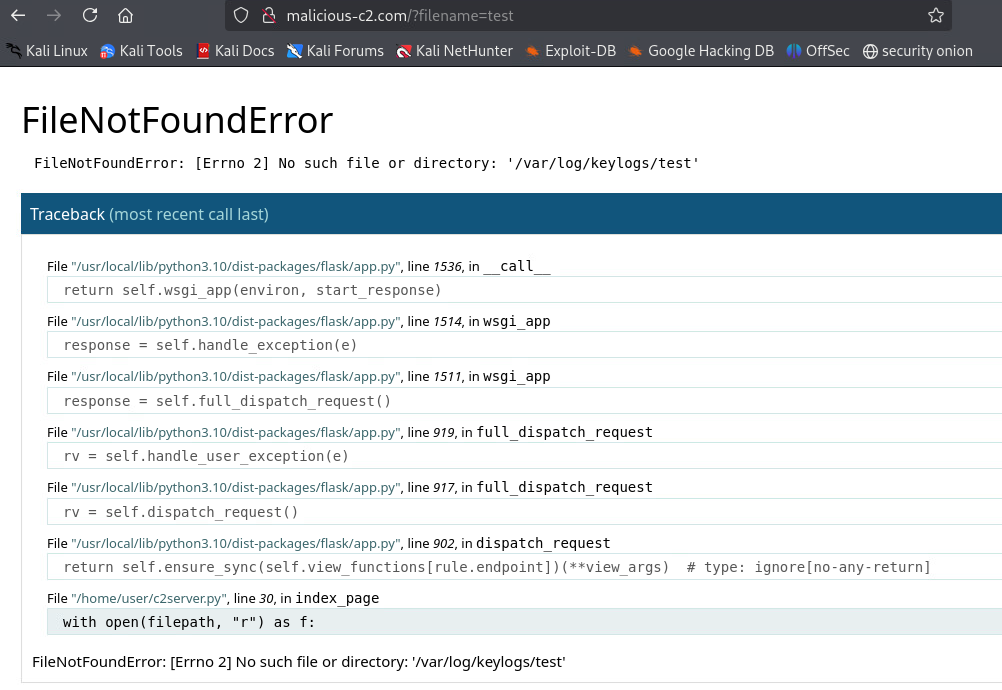 malicious-c2.com/?filename=test
Kali Linux Kali Tools Kali Docs Kali Forums Kali NetHunter Exploit-DB Google Hacking DB OffSec security onion
FileNotFoundError
FileNotFoundError: [Errno 2] No such file or directory: '/var/log/keylogs/test'
Traceback (most recent call last)
File "/usr/local/lib/python3.10/dist-packages/flask/app.py", line 1536, in __call__
return self.wsgi_app(environ, start_response)
File "/usr/local/lib/python3.10/dist-packages/flask/app.py", line 1514, in wsgi_app
response = self.handle_exception(e)
File "/usr/local/lib/python3.10/dist-packages/flask/app.py", line 1511, in wsgi_app
response = self.full_dispatch_request()
File "/usr/local/lib/python3.10/dist-packages/flask/app.py", line 919, in full_dispatch_request
rv = self.handle_user_exception(e)
File "/usr/local/lib/python3.10/dist-packages/flask/app.py", line 917, in full_dispatch_request
rv = self.dispatch_request()
File "/usr/local/lib/python3.10/dist-packages/flask/app.py", line 902, in dispatch_request
return self.ensure_sync(self.view_functions[rule.endpoint])(**view_args)  # type: ignore[no-any-return]
File "/home/user/c2server.py", line 30, in index_page
with open(filepath, "r") as f:
FileNotFoundError: [Errno 2] No such file or directory: '/var/log/keylogs/test'